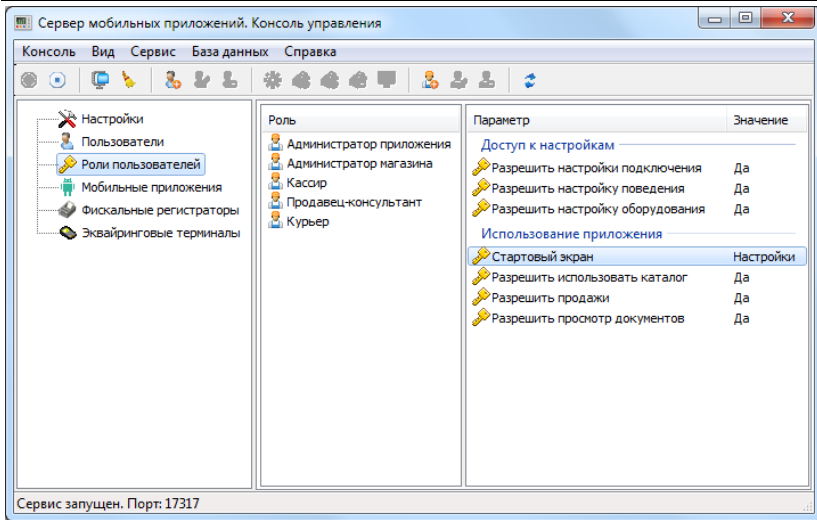 Сервер мобильных приложений. Консоль управления
Консоль Вид Сервис База данных Справка
Настройки
Пользователи
Роли пользователей
Мобильные приложения
Фискальные регистраторы
Эквайринговые терминалы
Роль
Администратор приложения
Администратор магазина
Кассир
Продавец-консультант
Курьер
Параметр Значение
Доступ к настройкам
Разрешить настройки подключения Да
Разрешить настройку поведения Да
Разрешить настройку оборудования Да
Использование приложения
Стартовый экран Настройки
Разрешить использовать каталог Да
Разрешить продажи Да
Разрешить просмотр документов Да
Сервис запущен. Порт: 17317